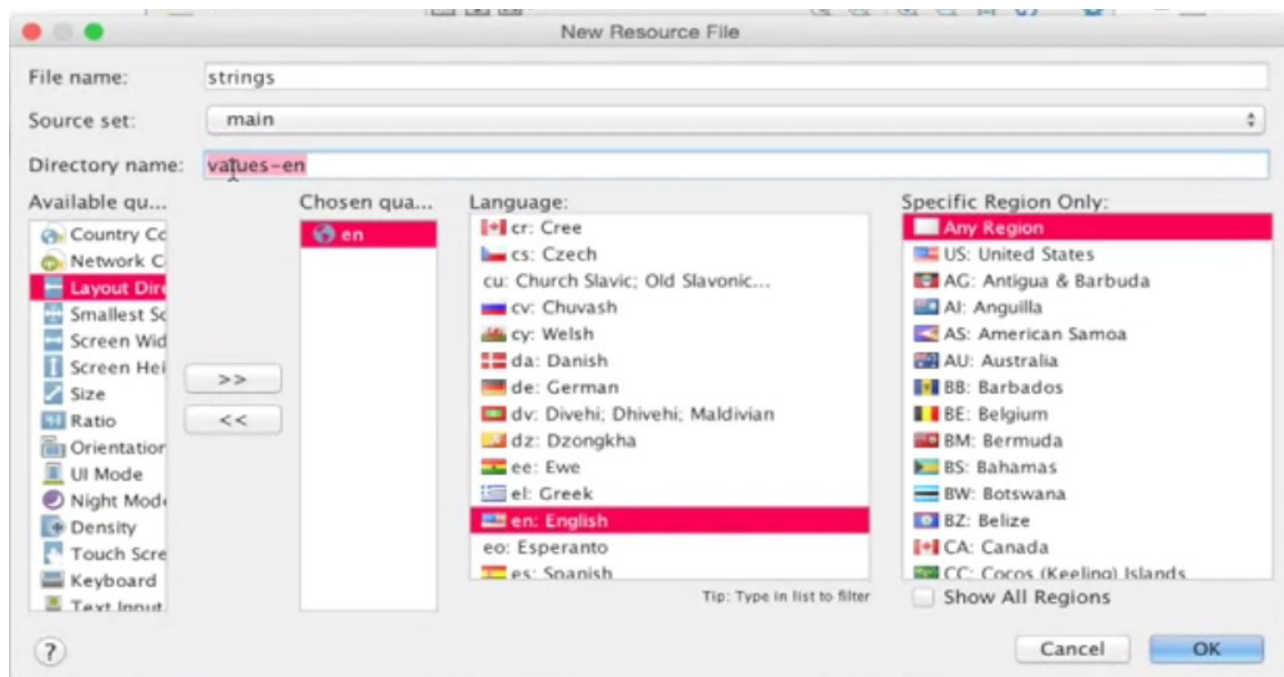 New Resource File
File name: strings
Source set: main
Directory name: values-en
Available qu...
Country Co
Network C
Layout Dire
Smallest Sc
Screen Wid
Screen Hei
Size
Ratio
Orientation
UI Mode
Night Mod
Density
Touch Scre
Keyboard
Text Input
>>
<<
Chosen qua...
en
Language:
cr: Cree
cs: Czech
cu: Church Slavic; Old Slavonic...
cv: Chuvash
cy: Welsh
da: Danish
de: German
dv: Divehi; Dhivehi; Maldivian
dz: Dzongkha
ee: Ewe
el: Greek
en: English
eo: Esperanto
es: Spanish
Tip: Type in list to filter
Specific Region Only:
Any Region
US: United States
AG: Antigua & Barbuda
AI: Anguilla
AS: American Samoa
AU: Australia
BB: Barbados
BE: Belgium
BM: Bermuda
BS: Bahamas
BW: Botswana
BZ: Belize
CA: Canada
CC: Cocos (Keeling) Islands
Show All Regions
?
Cancel
OK